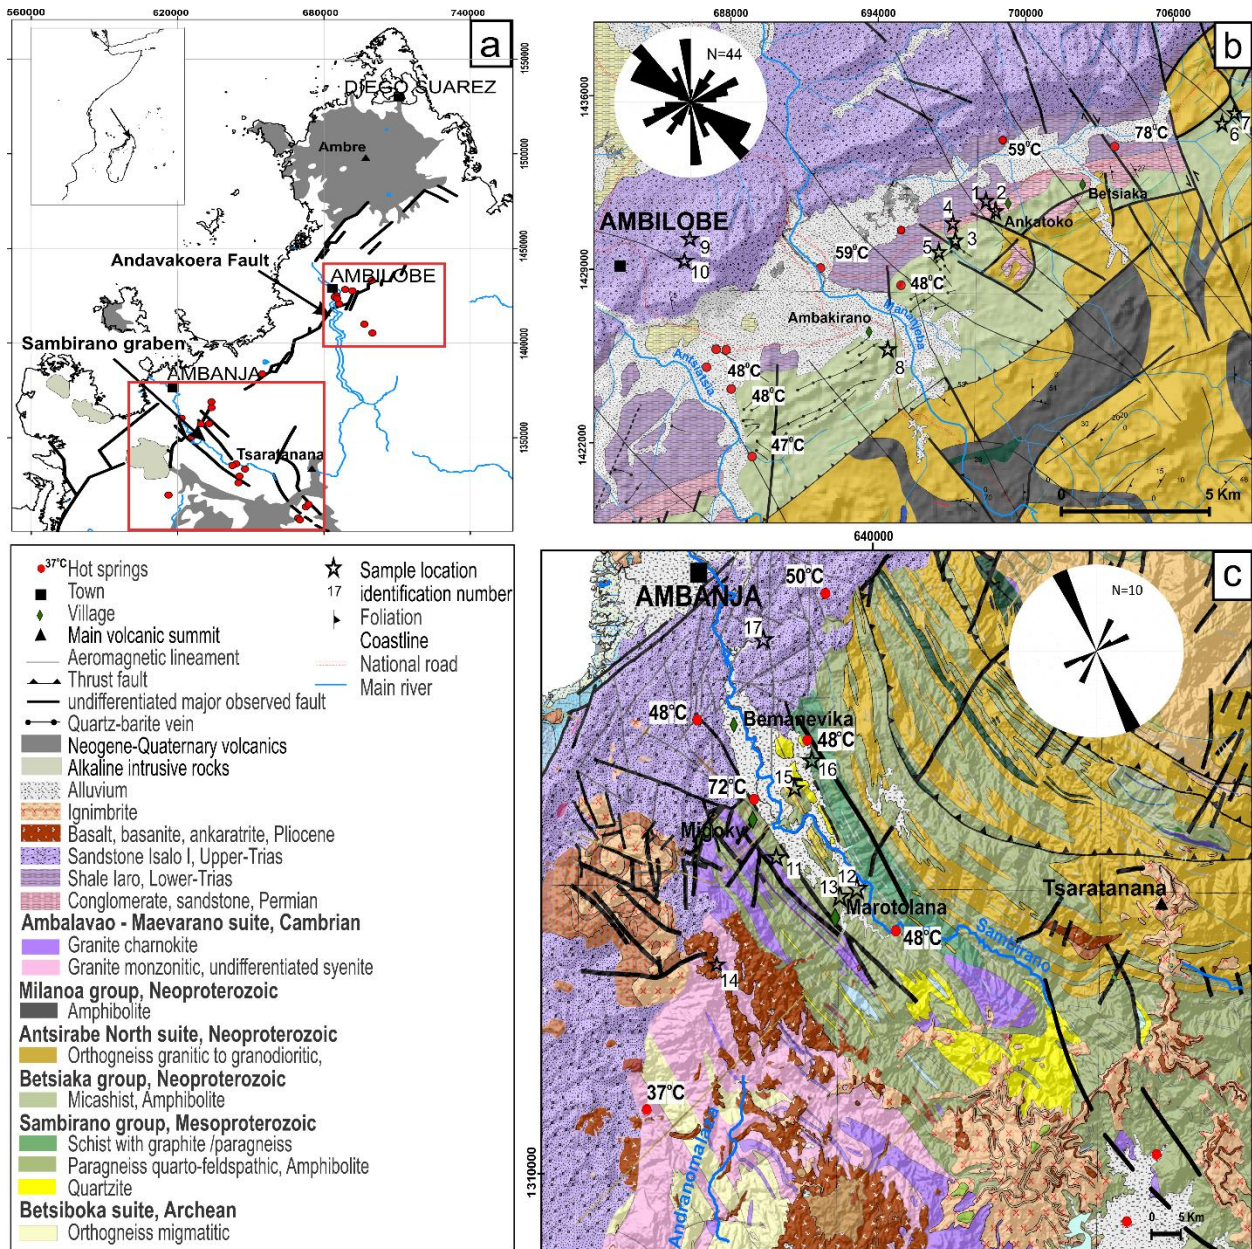 560000
620000
680000
740000
a
1550000
DIEGO SUAREZ
Ambre
1500000
1450000
Andavakoera Fault
AMBILOBE
Sambirano graben
1400000
AMBANJA
1350000
Tsaratanana
688000
694000
700000
706000
b
N=44
1436000
78°C
7
6
59°C
Betsiaka
1
2
4
Ankatoko
AMBILOBE
9
3
5
10
59°C
1429000
48°C
Mananjeba
Ambakirano
Antsiatsia
48°C
8
48°C
47°C
1422000
0
5 Km
37°C Hot springs
Town
Village
Main volcanic summit
Aeromagnetic lineament
Thrust fault
undifferentiated major observed fault
Quartz-barite vein
Neogene-Quaternary volcanics
Alkaline intrusive rocks
Alluvium
Ignimbrite
Basalt, basanite, ankaratrite, Pliocene
Sandstone Isalo I, Upper-Trias
Shale Iaro, Lower-Trias
Conglomerate, sandstone, Permian
Ambalavao - Maevarano suite, Cambrian
Granite charnokite
Granite monzonitic, undifferentiated syenite
Milanoa group, Neoproterozoic
Amphibolite
Antsirabe North suite, Neoproterozoic
Orthogneiss granitic to granodioritic,
Betsiaka group, Neoproterozoic
Micashist, Amphibolite
Sambirano group, Mesoproterozoic
Schist with graphite /paragneiss
Paragneiss quarto-feldspathic, Amphibolite
Quartzite
Betsiboka suite, Archean
Orthogneiss migmatitic
Sample location
17 identification number
Foliation
Coastline
National road
Main river
640000
c
N=10
AMBANJA
50°C
17
48°C
Bemanevika
48°C
16
15
72°C
Migoky
11
12
13
Marotolana
Tsaratanana
48°C
Sambirano
14
37°C
Andranomalaza
1310000
0
5 Km